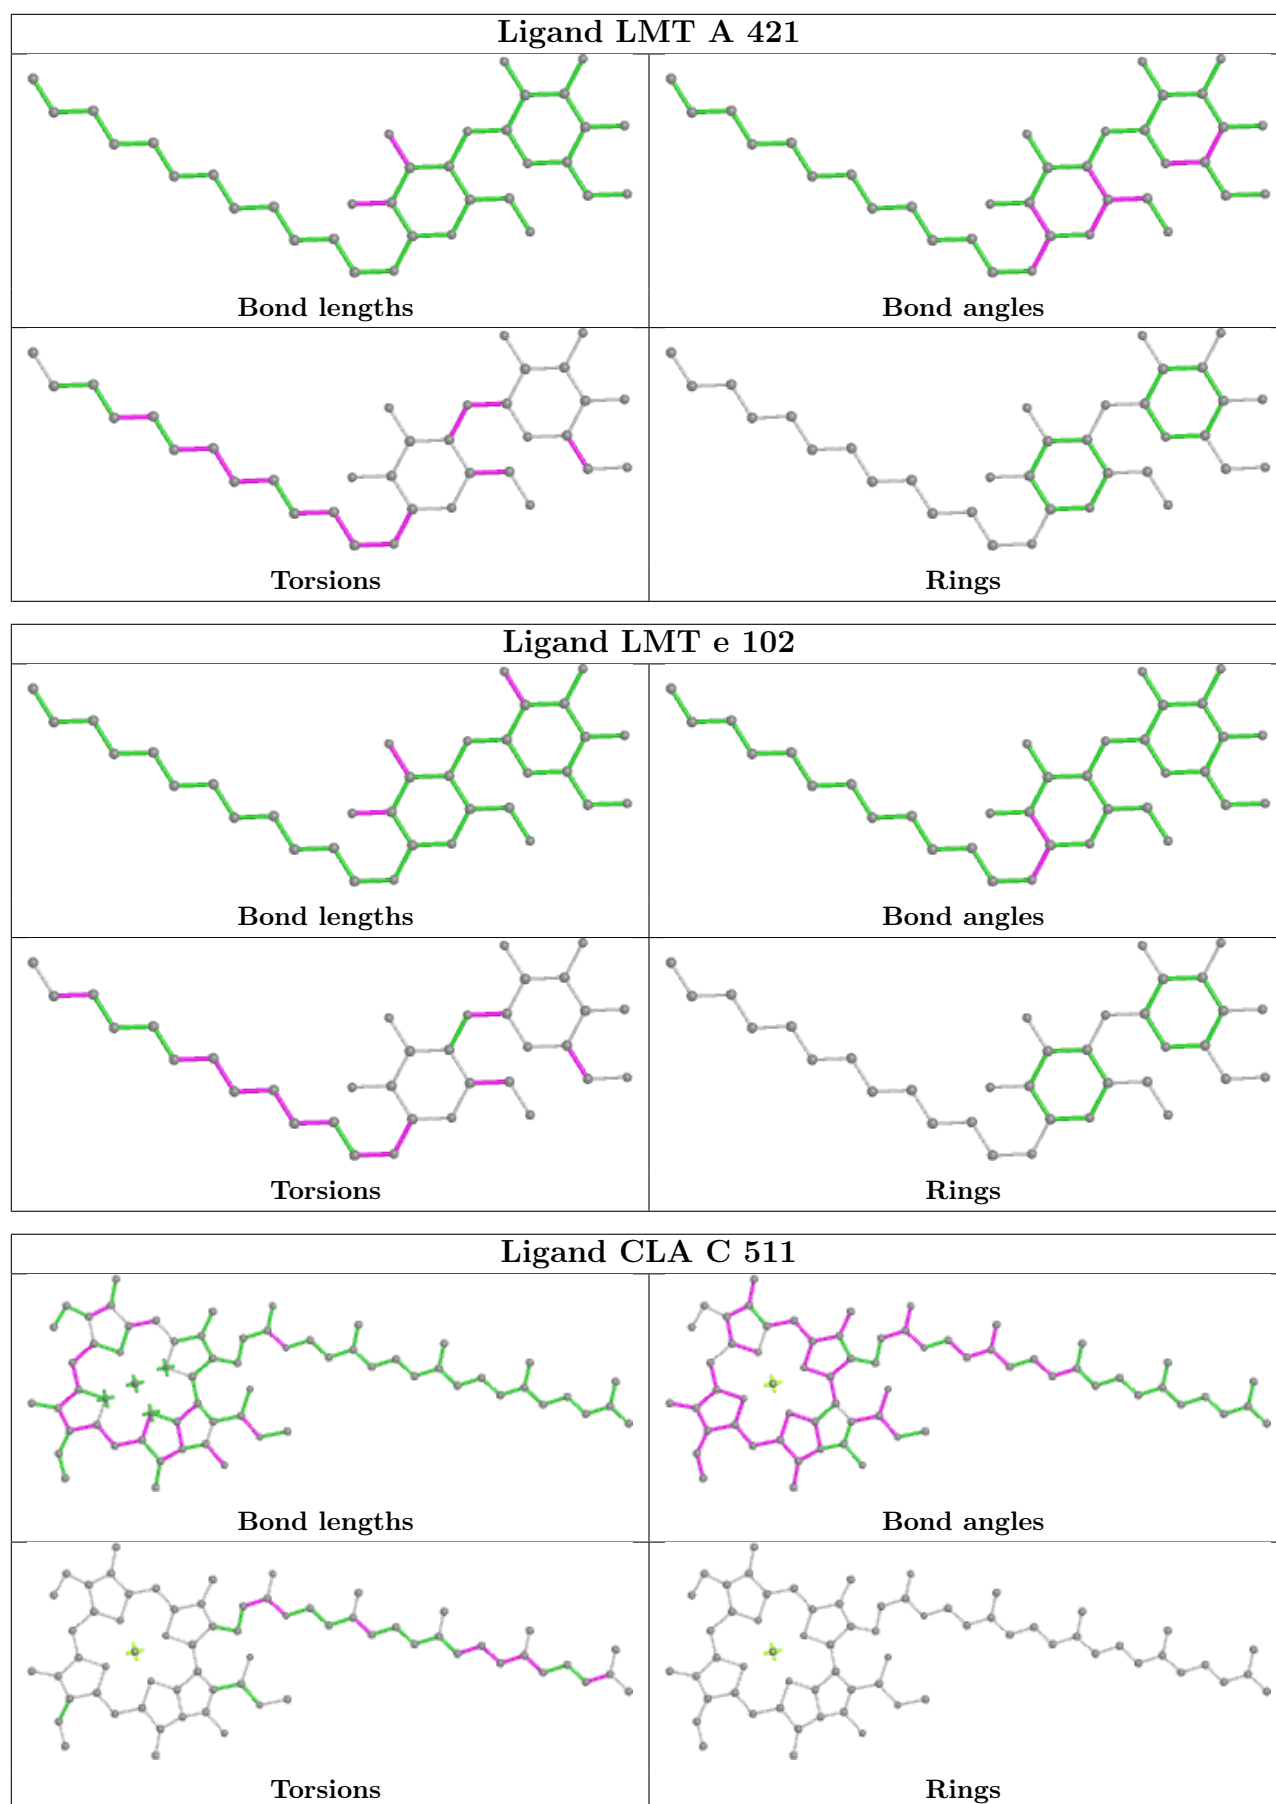 Ligand LMT A 421
Bond lengths
Bond angles
Torsions
Rings
Ligand LMT e 102
Bond lengths
Bond angles
Torsions
Rings
Ligand CLA C 511
Bond lengths
Bond angles
Torsions
Rings